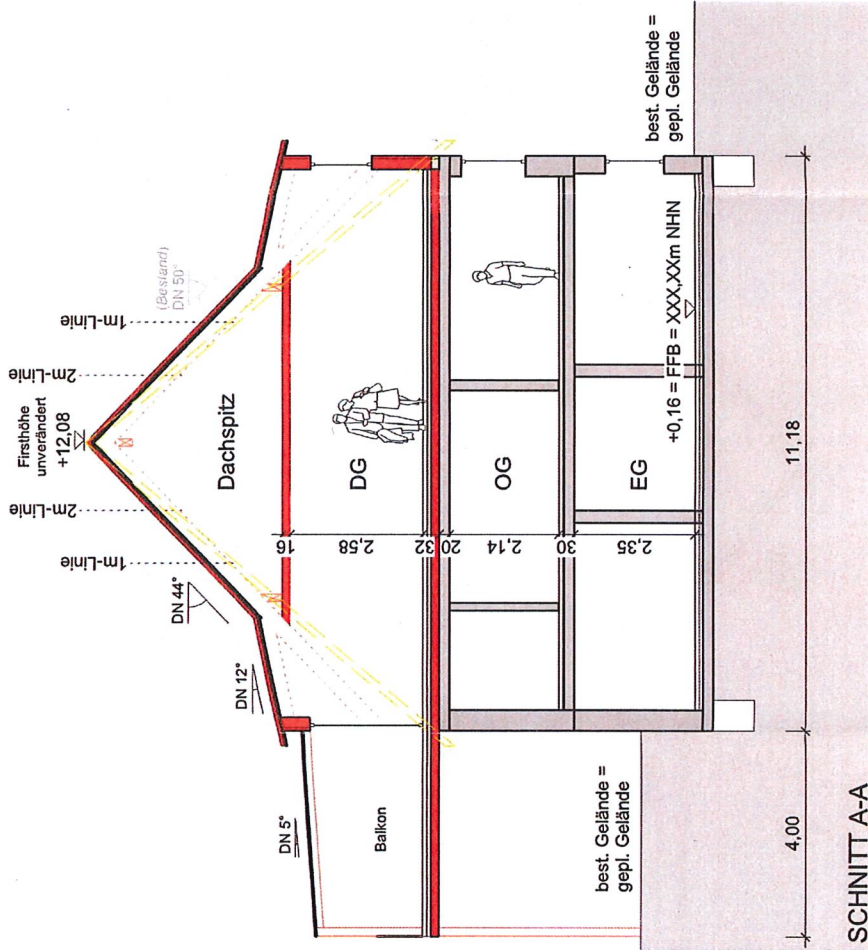 Firsthöhe
unverändert
+12,08
2m-Linie
2m-Linie
1m-Linie
1m-Linie
(Bestand)
DN 50°
DN 44°
DN 12°
DN 5°
Dachspitz
DG
OG
EG
Balkon
16
2,58
32
20
2,14
30
2,35
+0,16 = FFB = XXX,XXm NHN
best. Gelände =
gepl. Gelände
best. Gelände =
gepl. Gelände
4,00
11,18
SCHNITT A-A